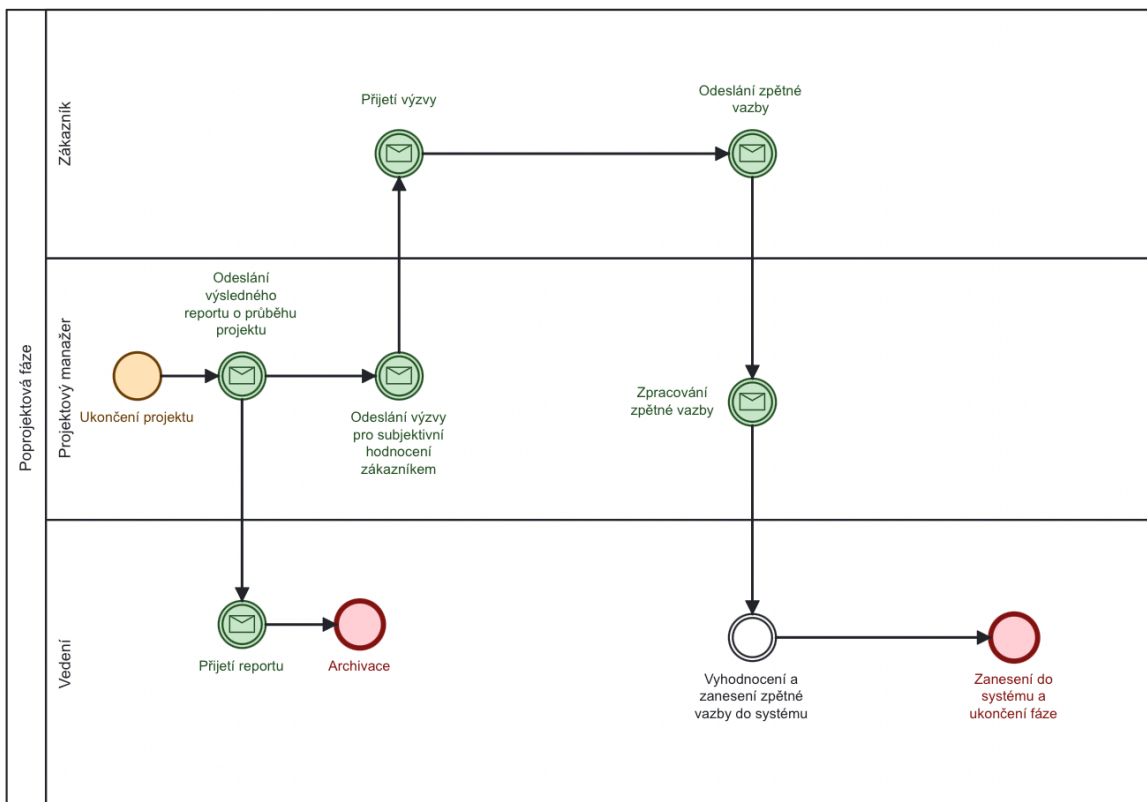 Poprojektová fáze
Zákazník
Přijetí výzvy
Odeslání zpětné
vazby
Projektový manažer
Ukončení projektu
Odeslání
výsledného
reportu o průběhu
projektu
Odeslání výzvy
pro subjektivní
hodnocení
zákazníkem
Zpracování
zpětné vazby
Vedení
Přijetí reportu
Archivace
Vyhodnocení a
zanesení zpětné
vazby do systému
Zanesení do
systému a
ukončení fáze